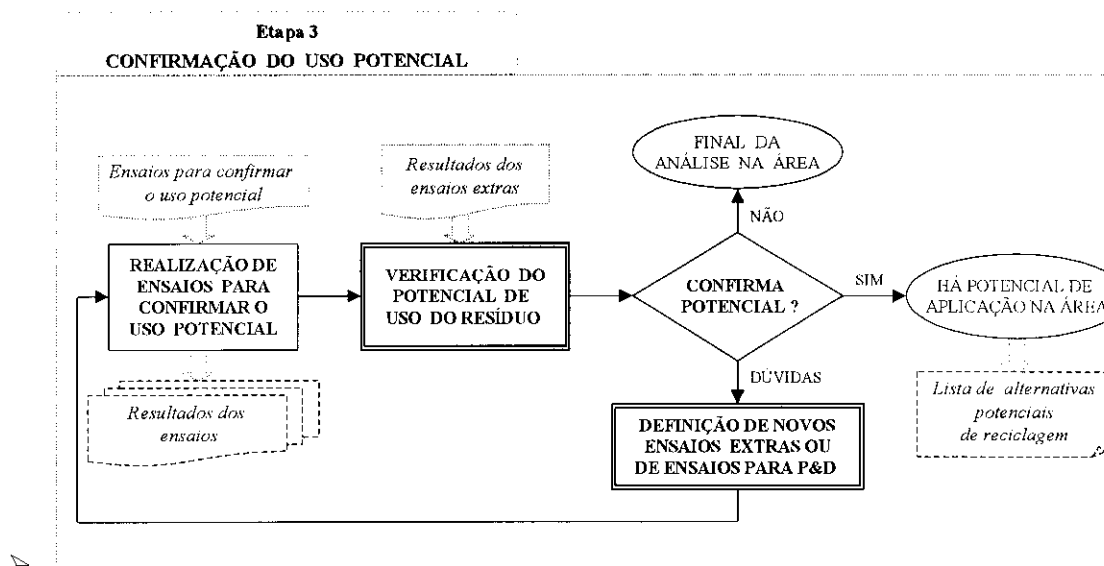 Etapa 3
CONFIRMAÇÃO DO USO POTENCIAL
Ensaios para confirmar
o uso potencial
Resultados dos
ensaios extras
FINAL DA
ANÁLISE NA ÁREA
NÃO
REALIZAÇÃO DE
ENSAIOS PARA
CONFIRMAR O
USO POTENCIAL
VERIFICAÇÃO DO
POTENCIAL DE
USO DO RESÍDUO
CONFIRMA
POTENCIAL ?
SIM
HÁ POTENCIAL DE
APLICAÇÃO NA ÁREA
DÚVIDAS
Resultados dos
ensaios
DEFINIÇÃO DE NOVOS
ENSAIOS EXTRAS OU
DE ENSAIOS PARA P&D
Lista de alternativas
potenciais
de reciclagem